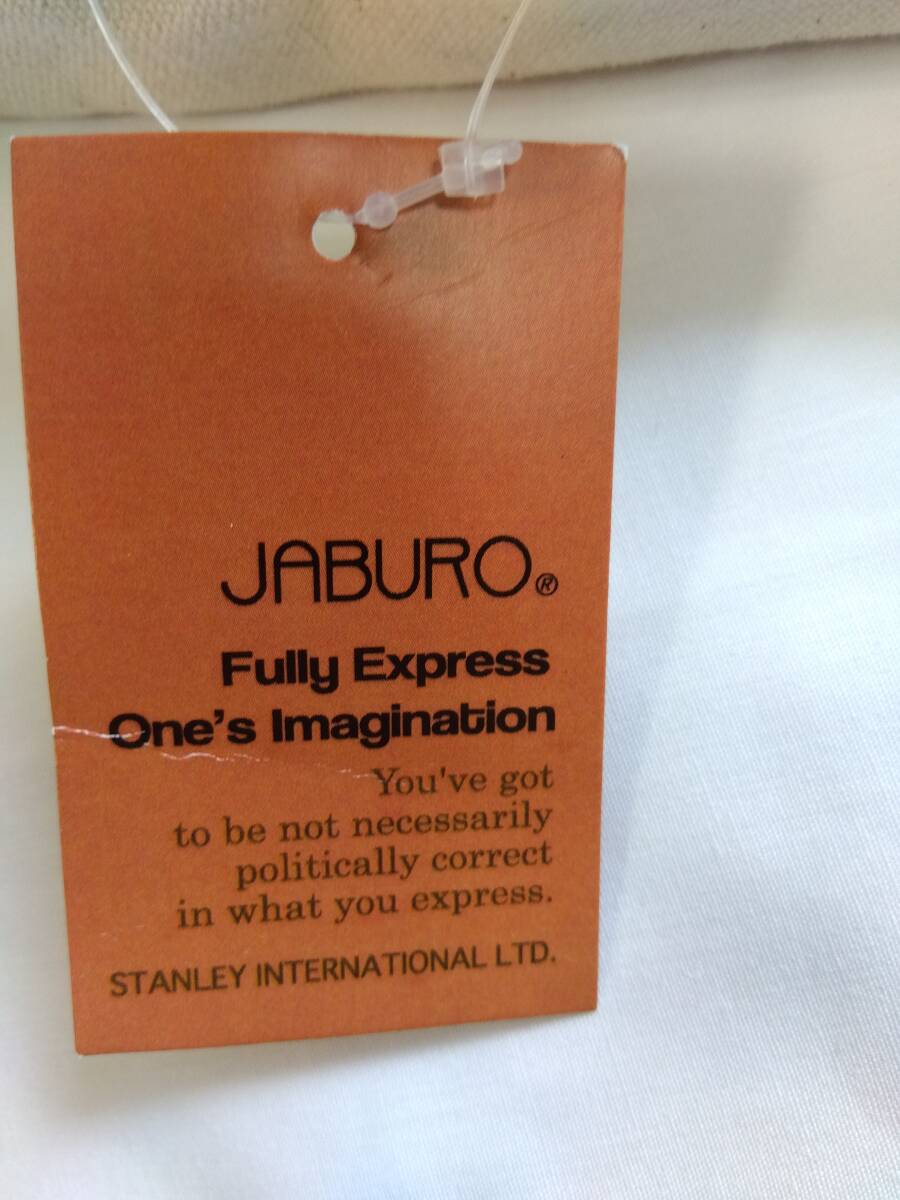 JABURO®
Fully Express
One's Imagination
You've got
to be not necessarily
politically correct
in what you express.
STANLEY INTERNATIONAL LTD.